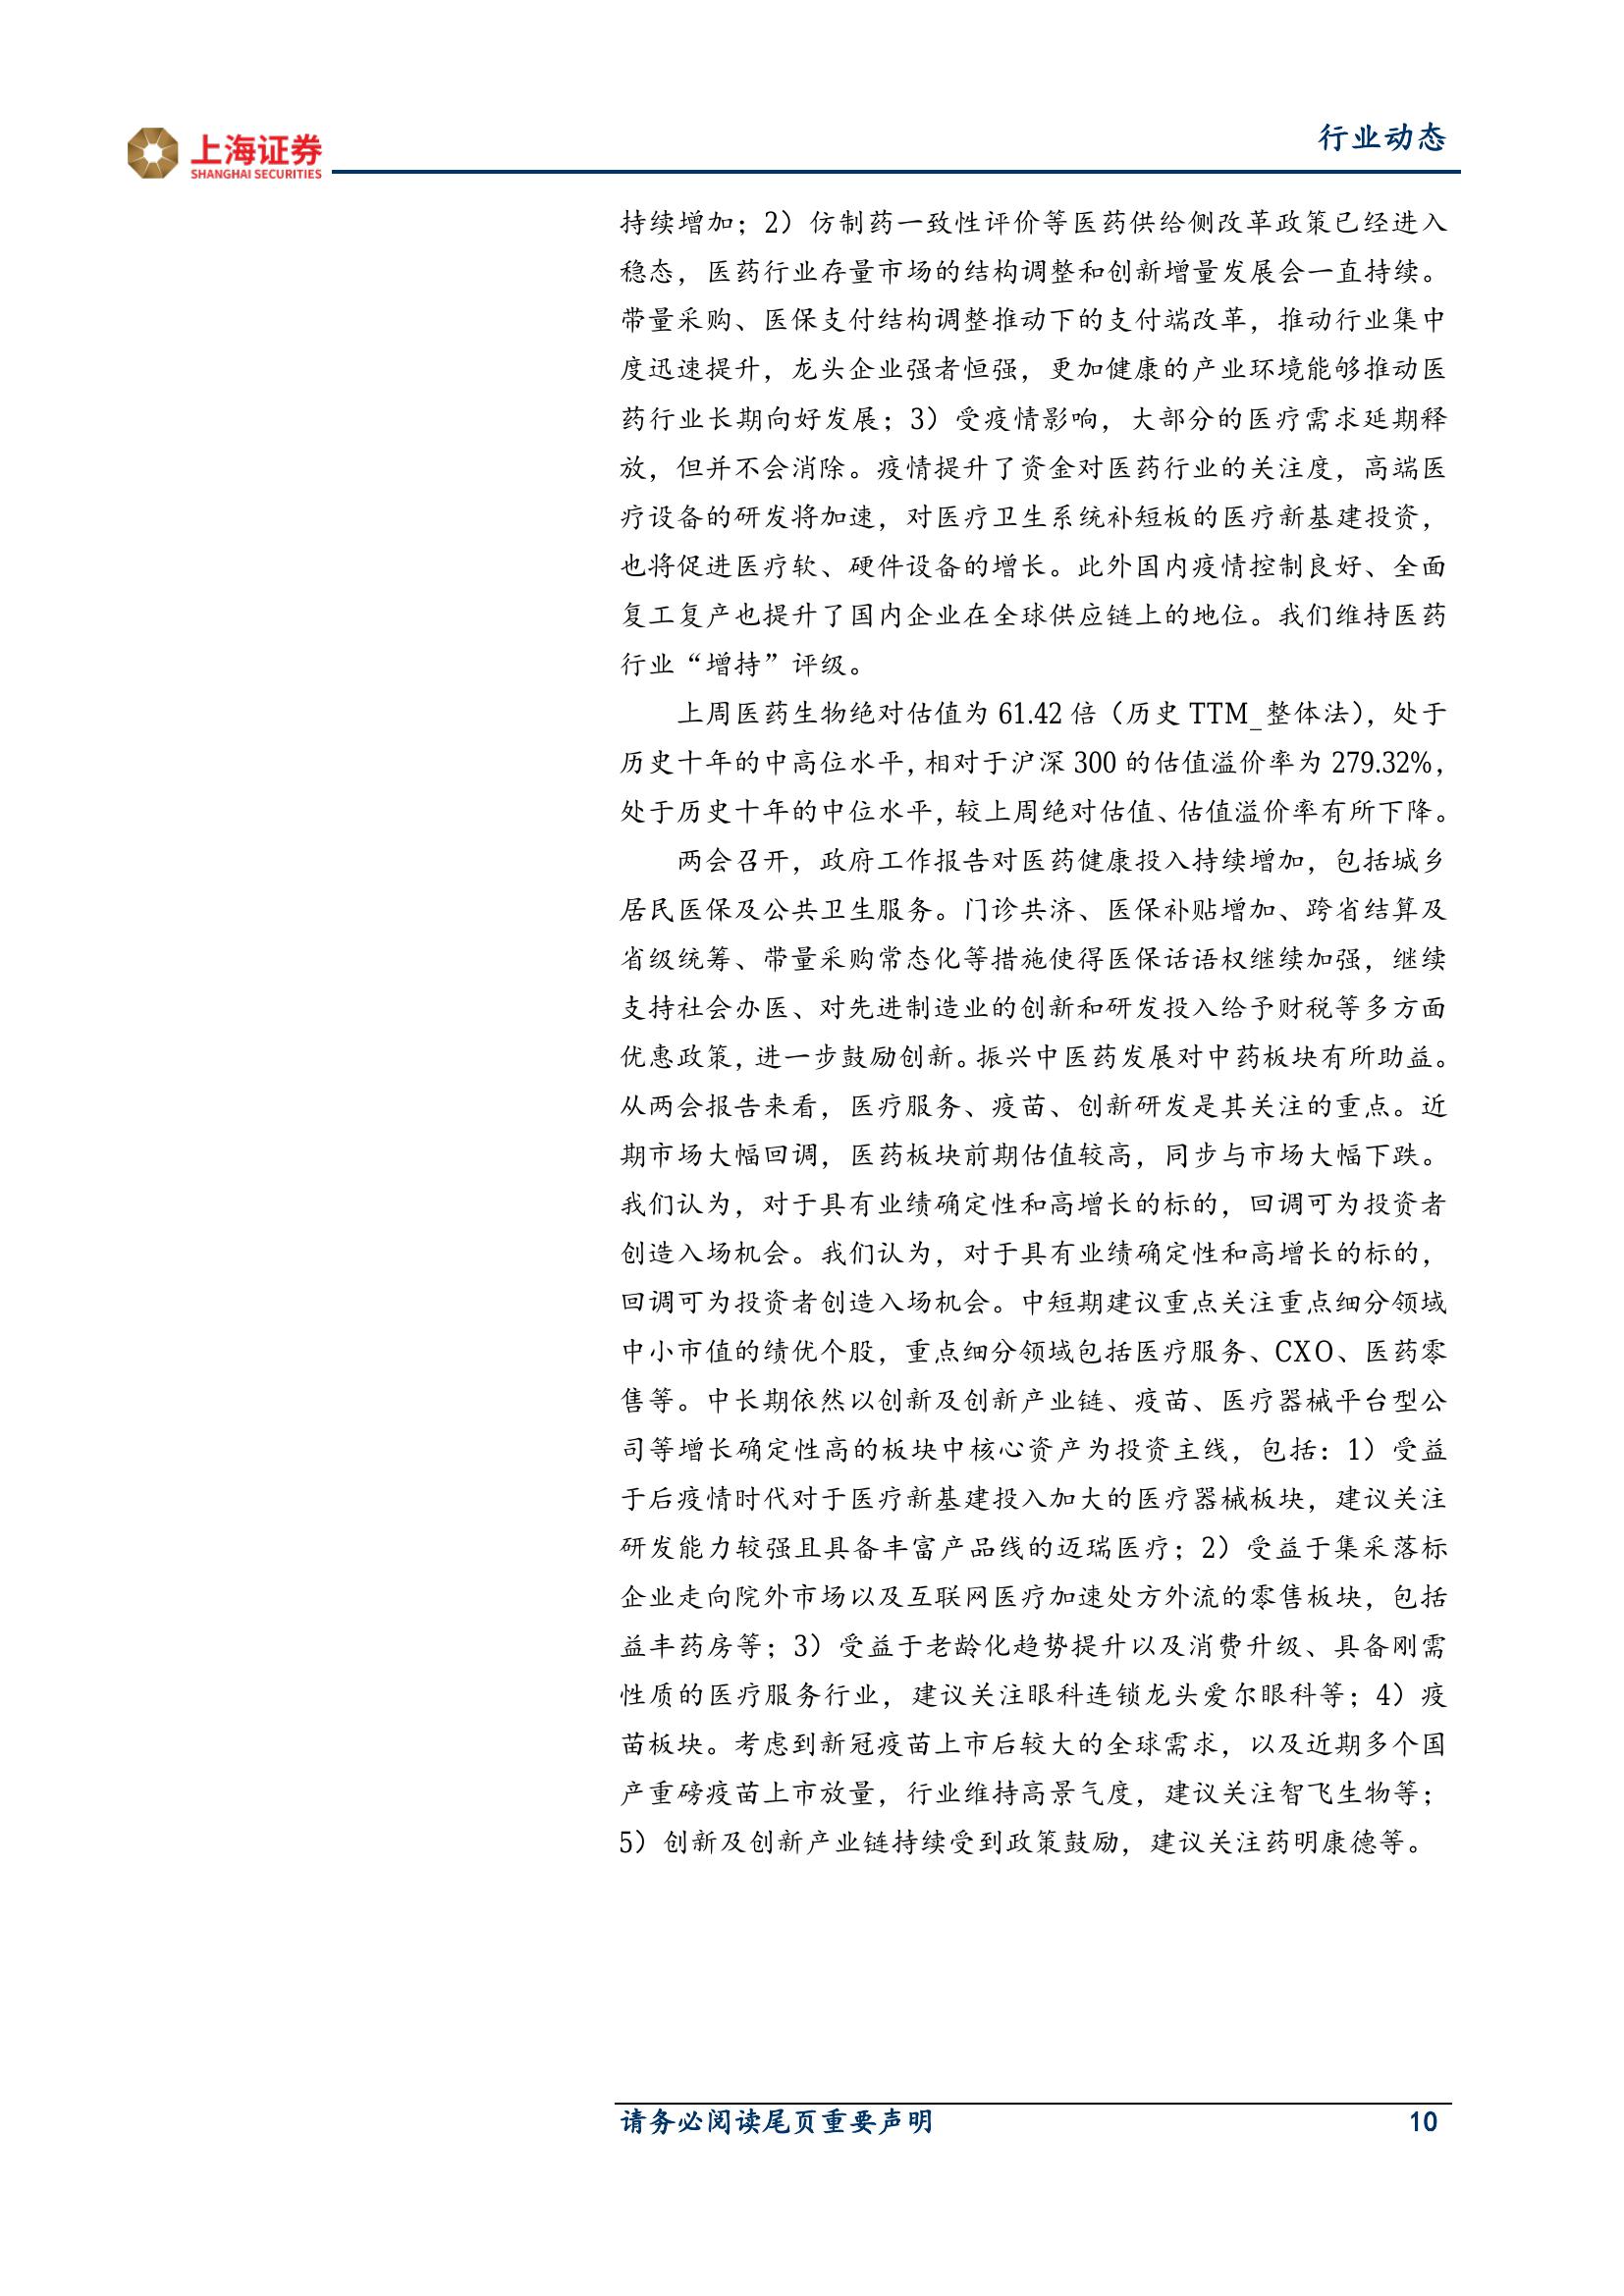 上海证券
SHANGHAI SECURITIES
行业动态
持续增加；2）仿制药一致性评价等医药供给侧改革政策已经进入
稳态，医药行业存量市场的结构调整和创新增量发展会一直持续。
带量采购、医保支付结构调整推动下的支付端改革，推动行业集中
度迅速提升，龙头企业强者恒强，更加健康的产业环境能够推动医
药行业长期向好发展；3）受疫情影响，大部分的医疗需求延期释
放，但并不会消除。疫情提升了资金对医药行业的关注度，高端医
疗设备的研发将加速，对医疗卫生系统补短板的医疗新基建投资，
也将促进医疗软、硬件设备的增长。此外国内疫情控制良好、全面
复工复产也提升了国内企业在全球供应链上的地位。我们维持医药
行业“增持”评级。
上周医药生物绝对估值为 61.42 倍（历史 TTM_整体法），处于
历史十年的中高位水平，相对于沪深 300 的估值溢价率为 279.32%，
处于历史十年的中位水平，较上周绝对估值、估值溢价率有所下降。
两会召开，政府工作报告对医药健康投入持续增加，包括城乡
居民医保及公共卫生服务。门诊共济、医保补贴增加、跨省结算及
省级统筹、带量采购常态化等措施使得医保话语权继续加强，继续
支持社会办医、对先进制造业的创新和研发投入给予财税等多方面
优惠政策，进一步鼓励创新。振兴中医药发展对中药板块有所助益。
从两会报告来看，医疗服务、疫苗、创新研发是其关注的重点。近
期市场大幅回调，医药板块前期估值较高，同步与市场大幅下跌。
我们认为，对于具有业绩确定性和高增长的标的，回调可为投资者
创造入场机会。我们认为，对于具有业绩确定性和高增长的标的，
回调可为投资者创造入场机会。中短期建议重点关注重点细分领域
中小市值的绩优个股，重点细分领域包括医疗服务、CXO、医药零
售等。中长期依然以创新及创新产业链、疫苗、医疗器械平台型公
司等增长确定性高的板块中核心资产为投资主线，包括：1）受益
于后疫情时代对于医疗新基建投入加大的医疗器械板块，建议关注
研发能力较强且具备丰富产品线的迈瑞医疗；2）受益于集采落标
企业走向院外市场以及互联网医疗加速处方外流的零售板块，包括
益丰药房等；3）受益于老龄化趋势提升以及消费升级、具备刚需
性质的医疗服务行业，建议关注眼科连锁龙头爱尔眼科等；4）疫
苗板块。考虑到新冠疫苗上市后较大的全球需求，以及近期多个国
产重磅疫苗上市放量，行业维持高景气度，建议关注智飞生物等；
5）创新及创新产业链持续受到政策鼓励，建议关注药明康德等。
请务必阅读尾页重要声明
10